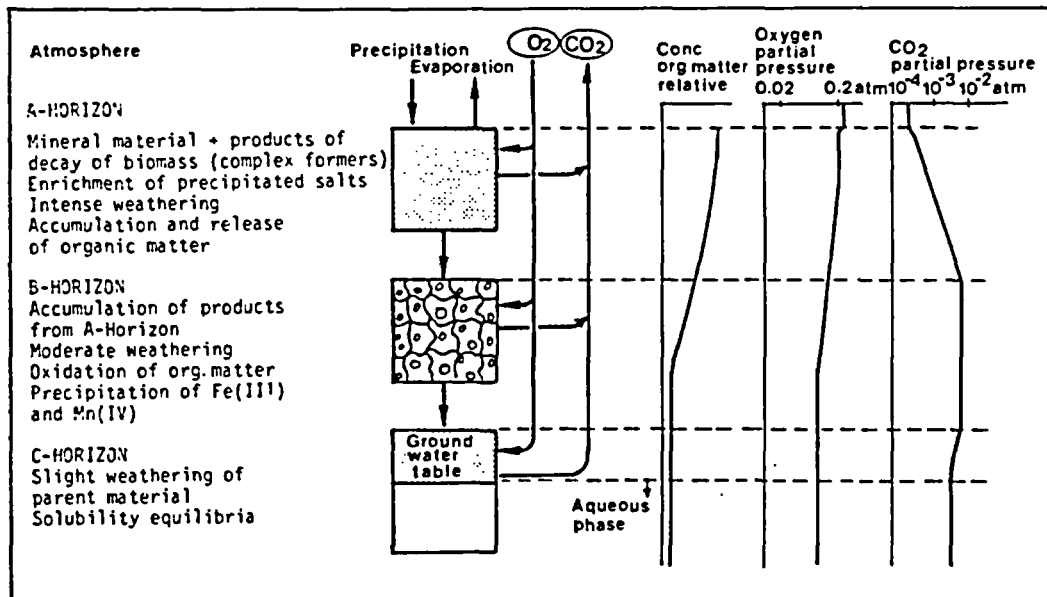 Atmosphere
Precipitation
Evaporation
O2
CO2
Conc
org matter
relative
Oxygen
partial
pressure
0.02 0.2 atm
CO2
partial pressure
10-4 10-3 10-2 atm
A-HORIZON
Mineral material + products of
decay of biomass (complex formers)
Enrichment of precipitated salts
Intense weathering
Accumulation and release
of organic matter
B-HORIZON
Accumulation of products
from A-Horizon
Moderate weathering
Oxidation of org.matter
Precipitation of Fe(III)
and Mn(IV)
C-HORIZON
Slight weathering of
parent material
Solubility equilibria
Ground
water
table
Aqueous
phase